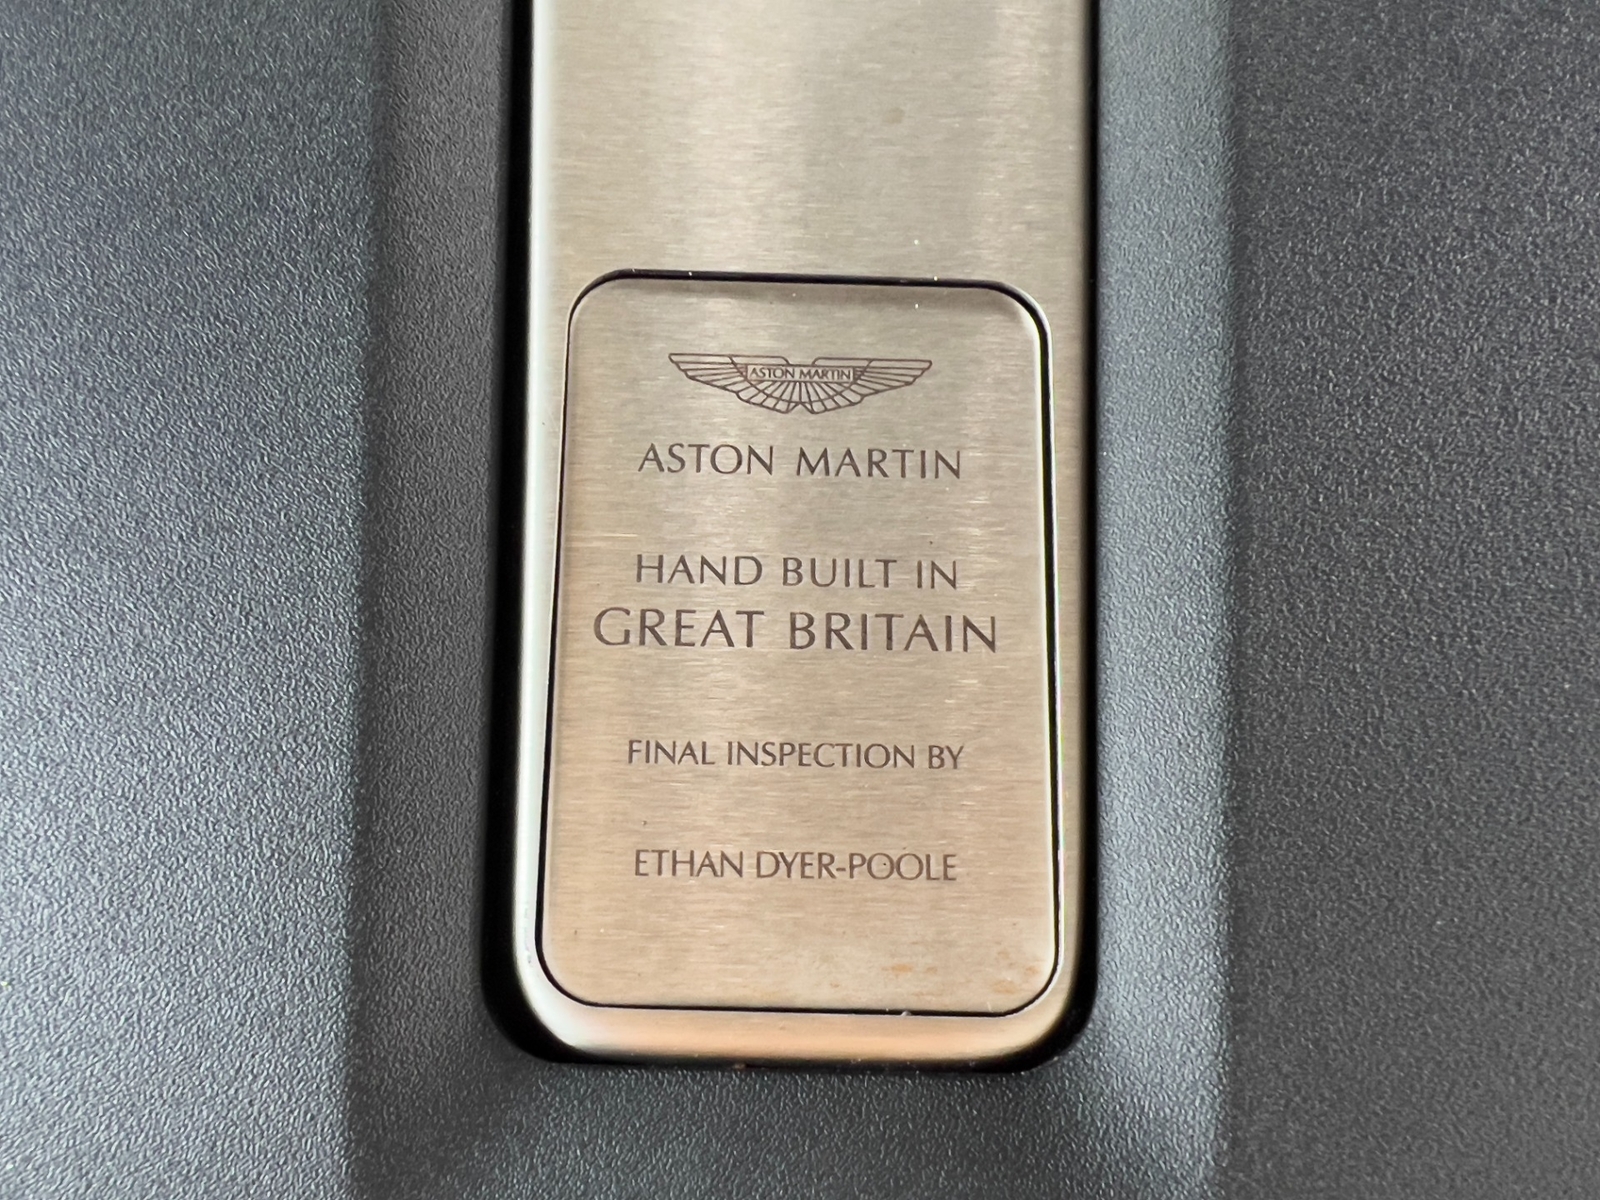 ASTON MARTIN
ASTON MARTIN
HAND BUILT IN
GREAT BRITAIN
FINAL INSPECTION BY
ETHAN DYER-POOLE